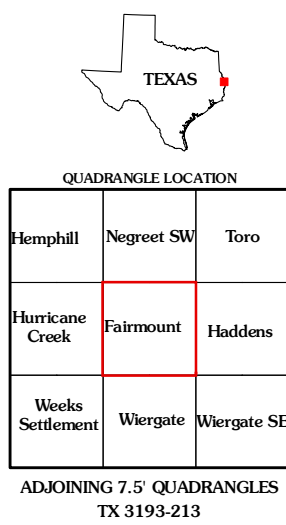 TEXAS
QUADRANGLE LOCATION
Hemphill
Negreet SW
Toro
Hurricane
Creek
Fairmount
Haddens
Weeks
Settlement
Wiergate
Wiergate SE
ADJOINING 7.5' QUADRANGLES
TX 3193-213